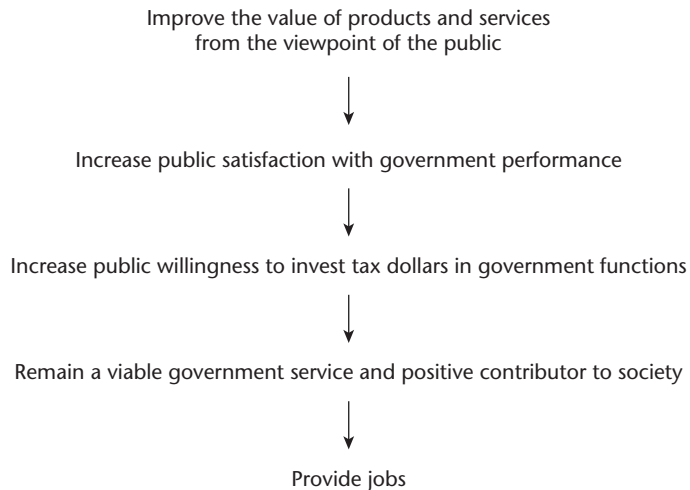 Improve the value of products and services
from the viewpoint of the public
Increase public satisfaction with government performance
Increase public willingness to invest tax dollars in government functions
Remain a viable government service and positive contributor to society
Provide jobs